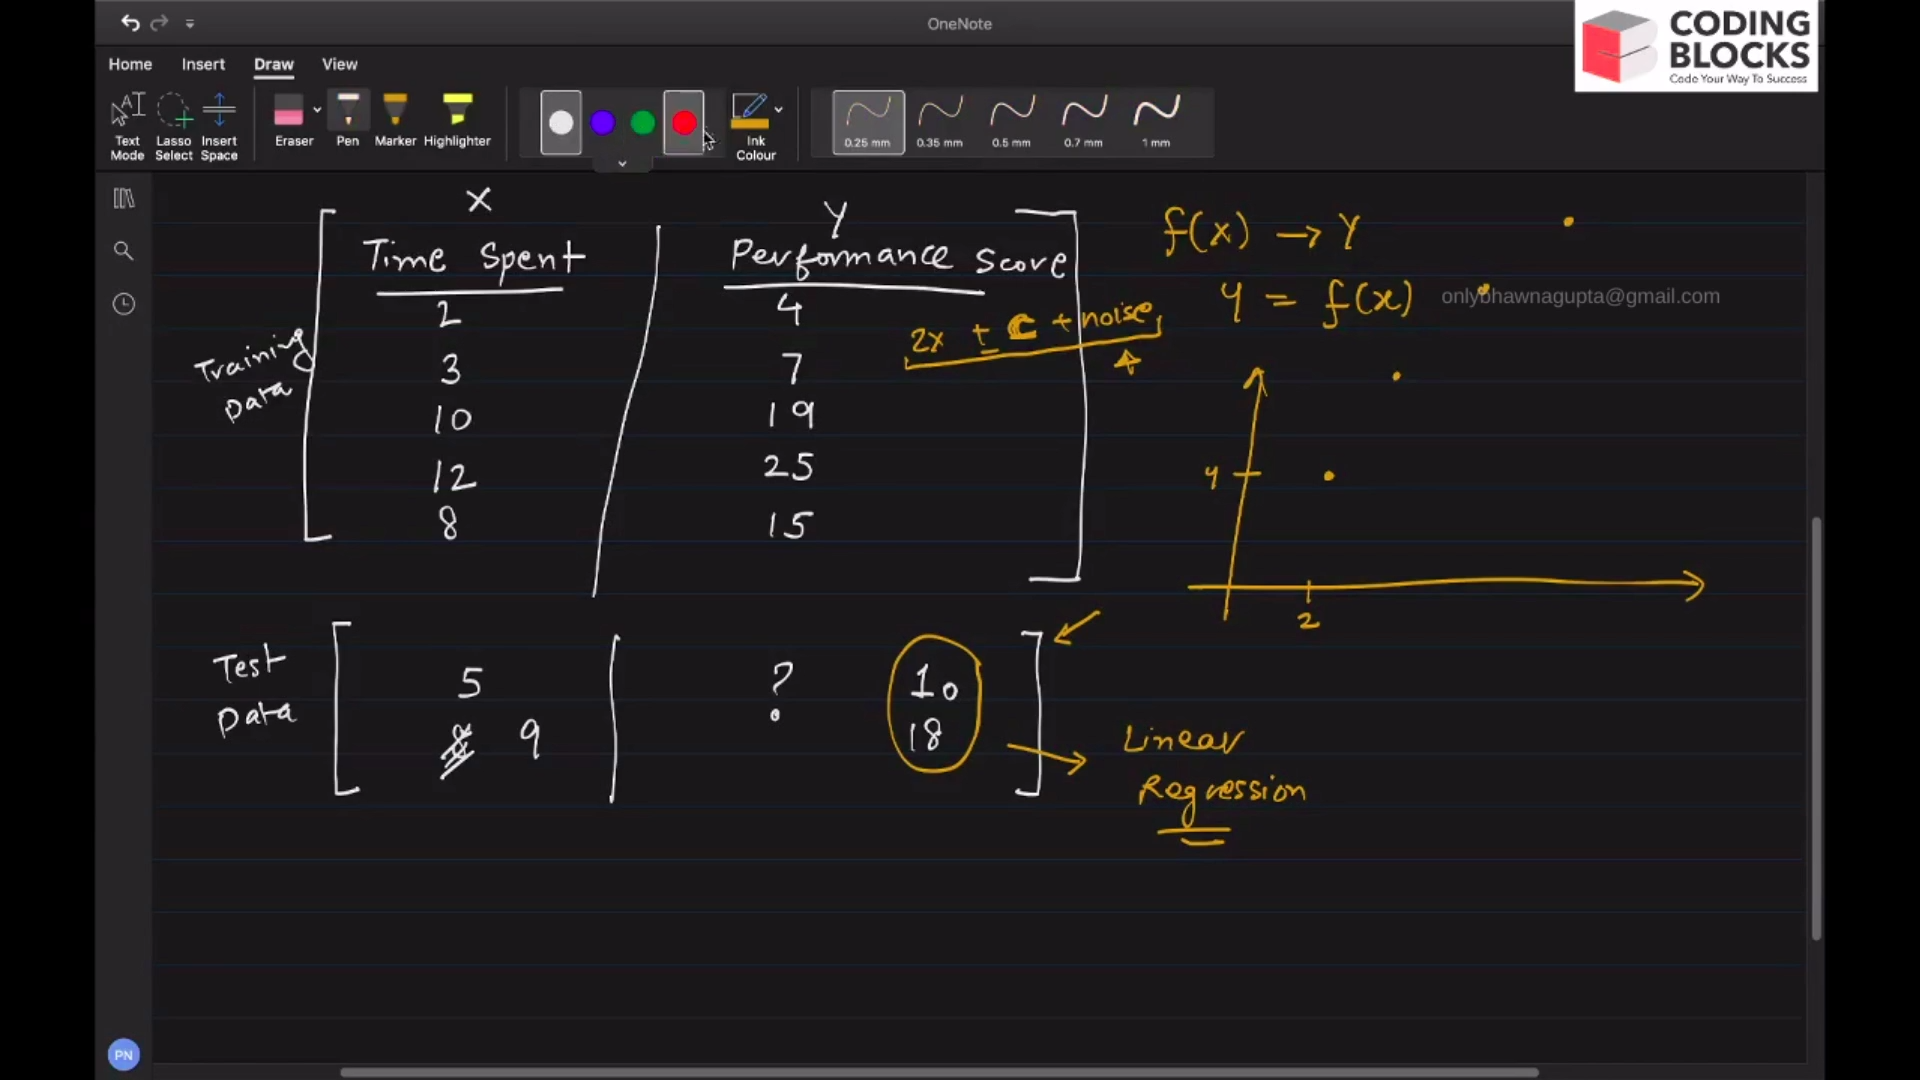 OneNote
CODING
BLOCKS
Code Your Way To Success
Home Insert Draw View
Text Mode
Lasso Select
Insert Space
Eraser
Pen
Marker
Highlighter
Ink Colour
0.25 mm
0.35 mm
0.5 mm
0.7 mm
1 mm
X Y
Time Spent Performance Score
2 4
3 7
10 19
12 25
8 15
Training Data
2x ± C + noise
f(x) → Y
y = f(x)
onlybhawnagupta@gmail.com
4
2
Test Data
5 ? 10
9 18
Linear
Regression
PN